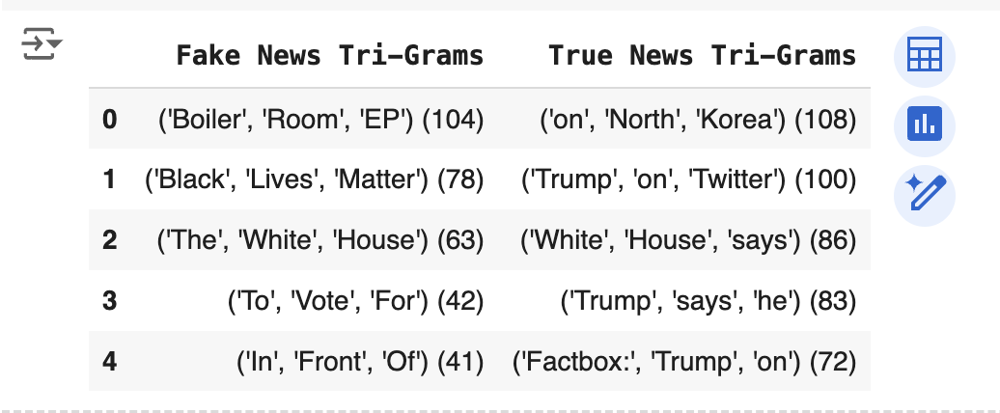 Fake News Tri-Grams True News Tri-Grams
0 ('Boiler', 'Room', 'EP') (104) ('on', 'North', 'Korea') (108)
1 ('Black', 'Lives', 'Matter') (78) ('Trump', 'on', 'Twitter') (100)
2 ('The', 'White', 'House') (63) ('White', 'House', 'says') (86)
3 ('To', 'Vote', 'For') (42) ('Trump', 'says', 'he') (83)
4 ('In', 'Front', 'Of') (41) ('Factbox:', 'Trump', 'on') (72)